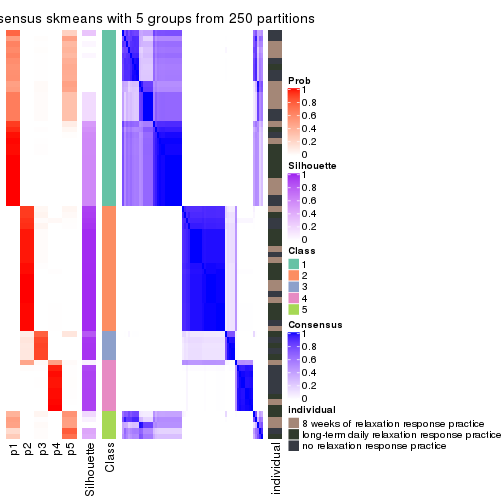 sensus skmeans with 5 groups from 250 partitions
Prob
1
0.8
0.6
0.4
0.2
0
Silhouette
1
0.8
0.6
0.4
0.2
0
Class
1
2
3
4
5
Consensus
1
0.8
0.6
0.4
0.2
0
individual
8 weeks of relaxation response practice
long-term daily relaxation response practice
no relaxation response practice
p1
p2
p3
p4
p5
Silhouette
Class
individual